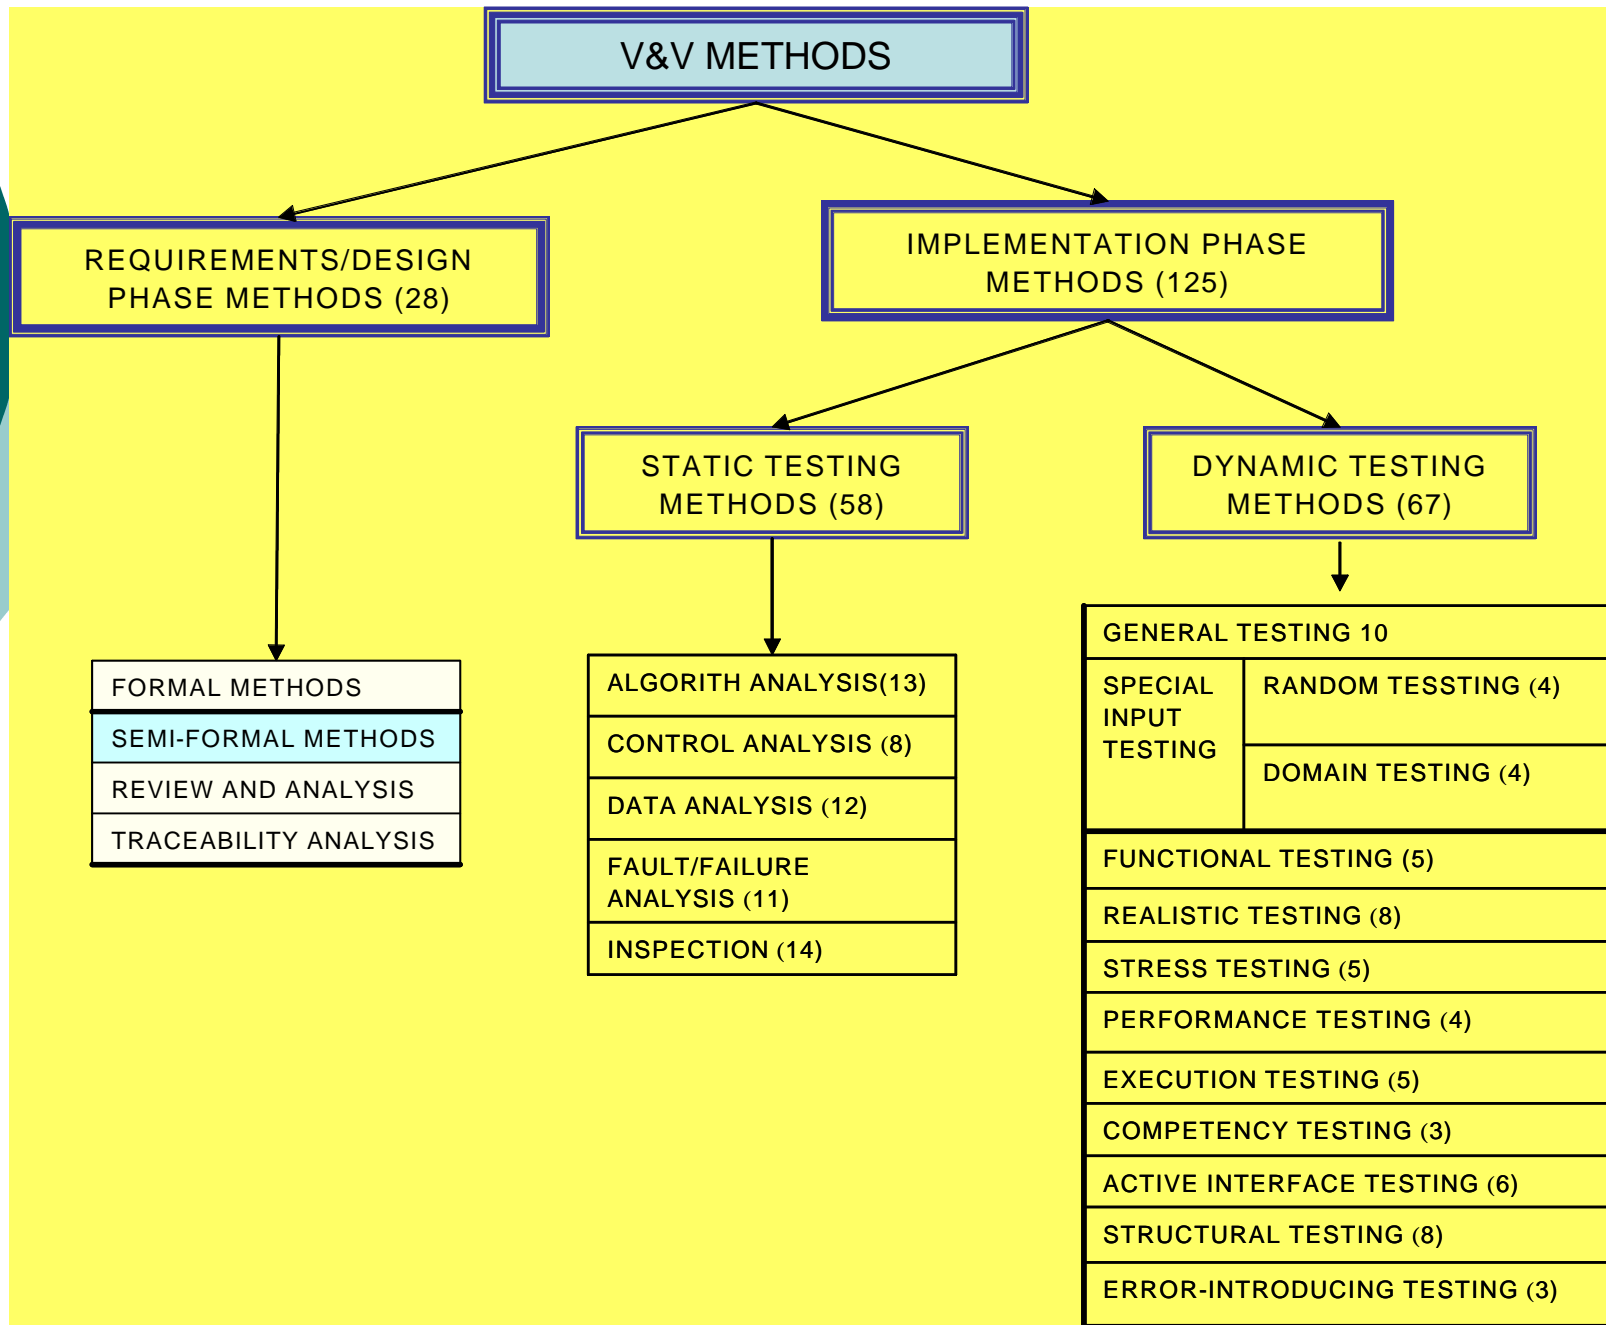 V&V METHODS
REQUIREMENTS/DESIGN
PHASE METHODS (28)
IMPLEMENTATION PHASE
METHODS (125)
STATIC TESTING
METHODS (58)
DYNAMIC TESTING
METHODS (67)
FORMAL METHODS
SEMI-FORMAL METHODS
REVIEW AND ANALYSIS
TRACEABILITY ANALYSIS
ALGORITH ANALYSIS(13)
CONTROL ANALYSIS (8)
DATA ANALYSIS (12)
FAULT/FAILURE
ANALYSIS (11)
INSPECTION (14)
GENERAL TESTING 10
SPECIAL
INPUT
TESTING
RANDOM TESSTING (4)
DOMAIN TESTING (4)
FUNCTIONAL TESTING (5)
REALISTIC TESTING (8)
STRESS TESTING (5)
PERFORMANCE TESTING (4)
EXECUTION TESTING (5)
COMPETENCY TESTING (3)
ACTIVE INTERFACE TESTING (6)
STRUCTURAL TESTING (8)
ERROR-INTRODUCING TESTING (3)